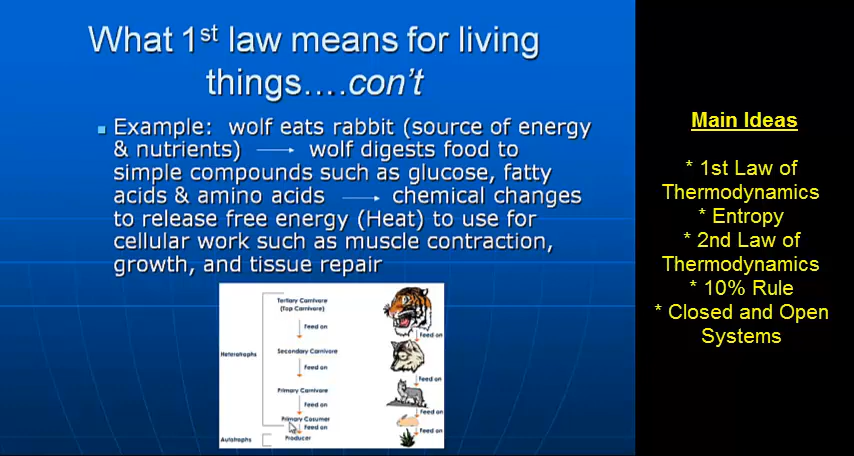 What 1st law means for living
things….con't
Example: wolf eats rabbit (source of energy
& nutrients) → wolf digests food to
simple compounds such as glucose, fatty
acids & amino acids → chemical changes
to release free energy (Heat) to use for
cellular work such as muscle contraction,
growth, and tissue repair
Tertiary Carnivore
(Top Carnivore)
Feed on
Feed on
Heterotrophs
Secondary Carnivore
Feed on
Feed on
Primary Carnivore
Feed on
Feed on
Primary Cosumer
Feed on
Feed on
Autotrophs
Producer
Main Ideas
* 1st Law of
Thermodynamics
* Entropy
* 2nd Law of
Thermodynamics
* 10% Rule
* Closed and Open
Systems